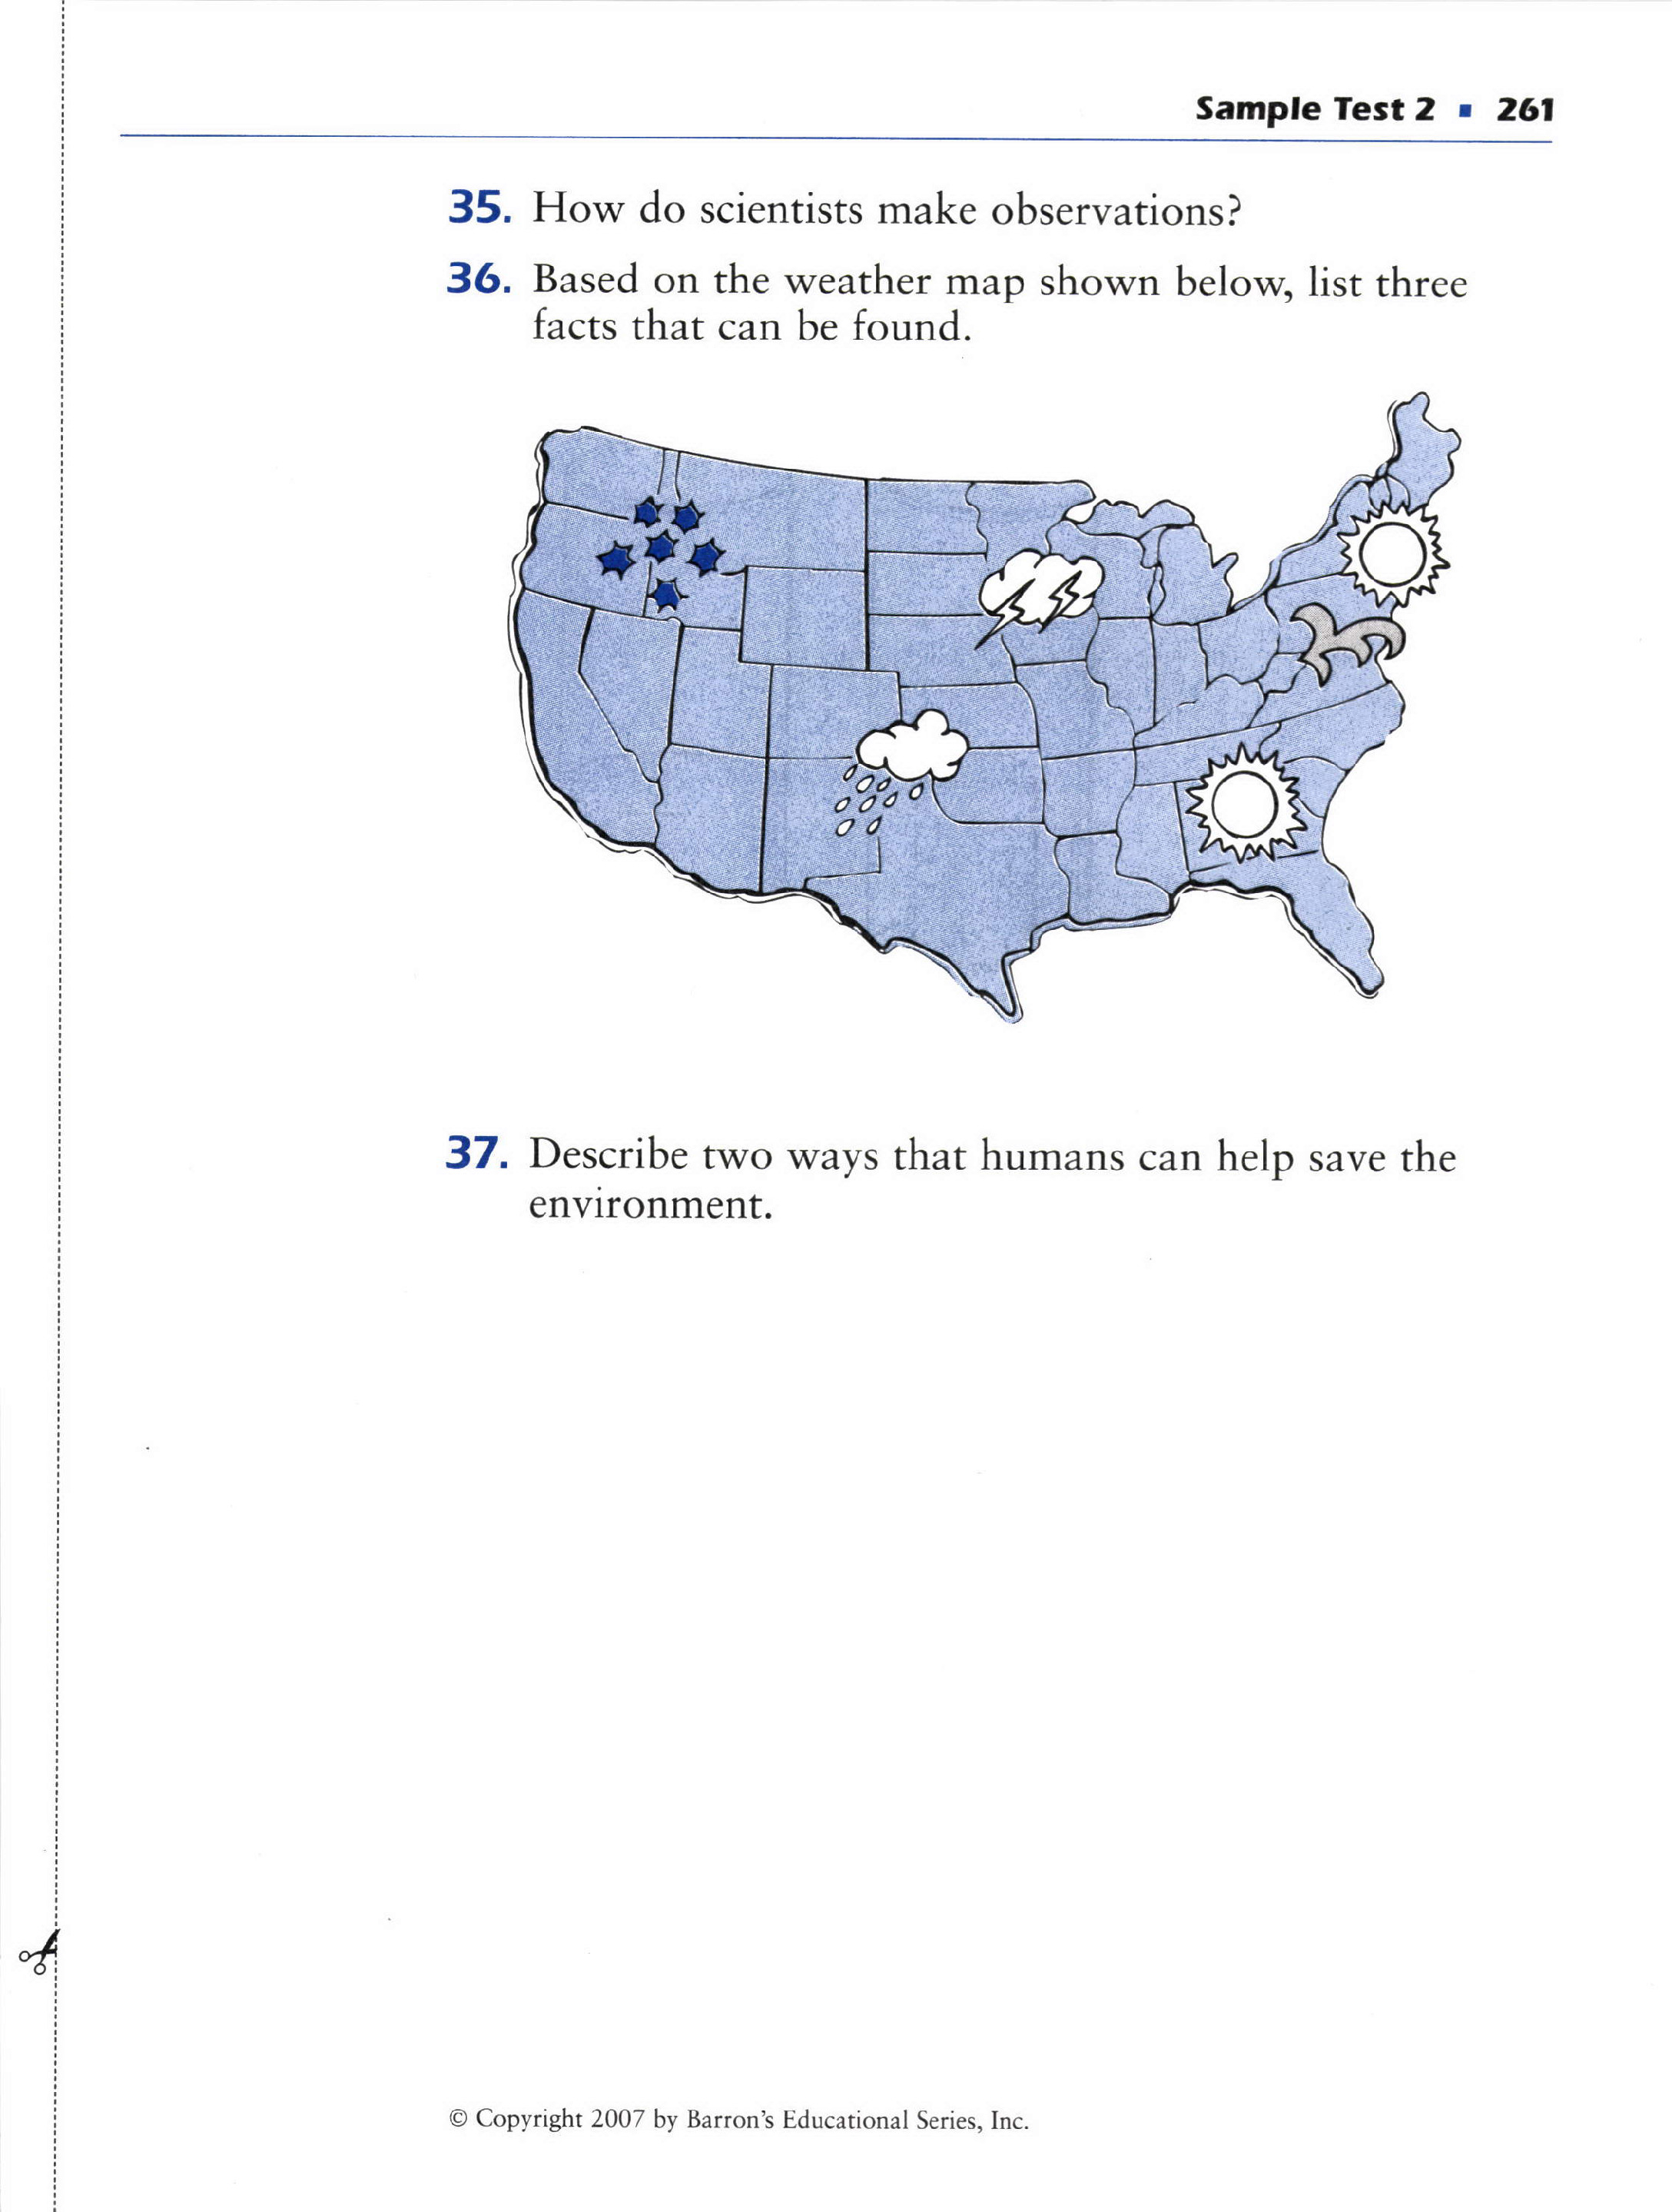 Sample Test 2 ▪ 261
35. How do scientists make observations?
36. Based on the weather map shown below, list three
facts that can be found.
37. Describe two ways that humans can help save the
environment.
© Copyright 2007 by Barron's Educational Series, Inc.